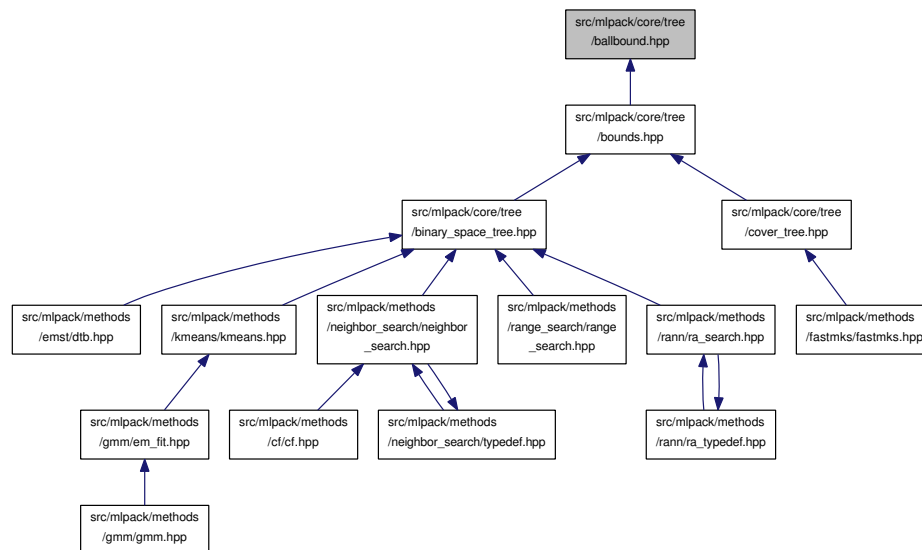 src/mlpack/core/tree
/ballbound.hpp
src/mlpack/core/tree
/bounds.hpp
src/mlpack/core/tree
/binary_space_tree.hpp
src/mlpack/core/tree
/cover_tree.hpp
src/mlpack/methods
/emst/dtb.hpp
src/mlpack/methods
/kmeans/kmeans.hpp
src/mlpack/methods
/neighbor_search/neighbor
_search.hpp
src/mlpack/methods
/range_search/range
_search.hpp
src/mlpack/methods
/rann/ra_search.hpp
src/mlpack/methods
/fastmks/fastmks.hpp
src/mlpack/methods
/gmm/em_fit.hpp
src/mlpack/methods
/cf/cf.hpp
src/mlpack/methods
/neighbor_search/typedef.hpp
src/mlpack/methods
/rann/ra_typedef.hpp
src/mlpack/methods
/gmm/gmm.hpp